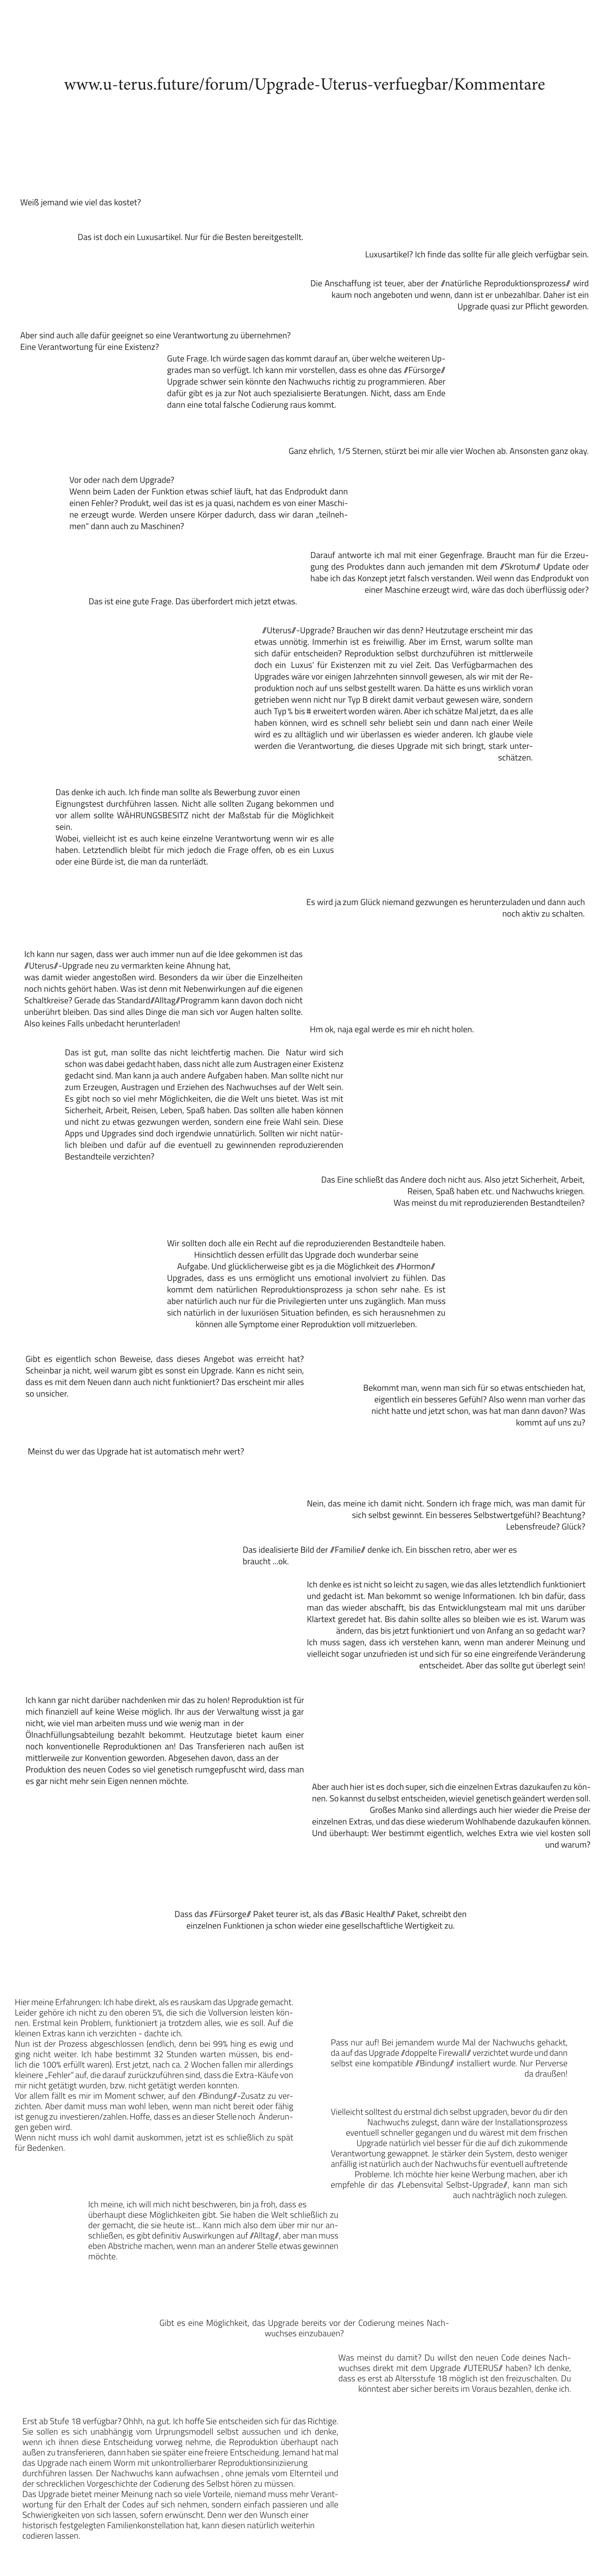 www.u-terus.future/forum/Upgrade-Uterus-verfuegbar/Kommentare
Weiß jemand wie viel das kostet?
Das ist doch ein Luxusartikel. Nur für die Besten bereitgestellt.
Luxusartikel? Ich finde das sollte für alle gleich verfügbar sein.
Die Anschaffung ist teuer, aber der //natürliche Reproduktionsprozess// wird
kaum noch angeboten und wenn, dann ist er unbezahlbar. Daher ist ein
Upgrade quasi zur Pflicht geworden.
Aber sind auch alle dafür geeignet so eine Verantwortung zu übernehmen?
Eine Verantwortung für eine Existenz?
Gute Frage. Ich würde sagen das kommt darauf an, über welche weiteren Up-
grades man so verfügt. Ich kann mir vorstellen, dass es ohne das //Fürsorge//
Upgrade schwer sein könnte den Nachwuchs richtig zu programmieren. Aber
dafür gibt es ja zur Not auch spezialisierte Beratungen. Nicht, dass am Ende
dann eine total falsche Codierung raus kommt.
Ganz ehrlich, 1/5 Sternen, stürzt bei mir alle vier Wochen ab. Ansonsten ganz okay.
Vor oder nach dem Upgrade?
Wenn beim Laden der Funktion etwas schief läuft, hat das Endprodukt dann
einen Fehler? Produkt, weil das ist es ja quasi, nachdem es von einer Maschi-
ne erzeugt wurde. Werden unsere Körper dadurch, dass wir daran „teilneh-
men“ dann auch zu Maschinen?
Darauf antworte ich mal mit einer Gegenfrage. Braucht man für die Erzeu-
gung des Produktes dann auch jemanden mit dem //Skrotum// Update oder
habe ich das Konzept jetzt falsch verstanden. Weil wenn das Endprodukt von
einer Maschine erzeugt wird, wäre das doch überflüssig oder?
Das ist eine gute Frage. Das überfordert mich jetzt etwas.
//Uterus//-Upgrade? Brauchen wir das denn? Heutzutage erscheint mir das
etwas unnötig. Immerhin ist es freiwillig. Aber im Ernst, warum sollte man
sich dafür entscheiden? Reproduktion selbst durchzuführen ist mittlerweile
doch ein ‚Luxus‘ für Existenzen mit zu viel Zeit. Das Verfügbarmachen des
Upgrades wäre vor einigen Jahrzehnten sinnvoll gewesen, als wir mit der Re-
produktion noch auf uns selbst gestellt waren. Da hätte es uns wirklich voran
getrieben wenn nicht nur Typ B direkt damit verbaut gewesen wäre, sondern
auch Typ % bis # erweitert worden wären. Aber ich schätze Mal jetzt, da es alle
haben können, wird es schnell sehr beliebt sein und dann nach einer Weile
wird es zu alltäglich und wir überlassen es wieder anderen. Ich glaube viele
werden die Verantwortung, die dieses Upgrade mit sich bringt, stark unter-
schätzen.
Das denke ich auch. Ich finde man sollte als Bewerbung zuvor einen
Eignungstest durchführen lassen. Nicht alle sollten Zugang bekommen und
vor allem sollte WÄHRUNGSBESITZ nicht der Maßstab für die Möglichkeit
sein.
Wobei, vielleicht ist es auch keine einzelne Verantwortung wenn wir es alle
haben. Letztendlich bleibt für mich jedoch die Frage offen, ob es ein Luxus
oder eine Bürde ist, die man da runterlädt.
Es wird ja zum Glück niemand gezwungen es herunterzuladen und dann auch
noch aktiv zu schalten.
Ich kann nur sagen, dass wer auch immer nun auf die Idee gekommen ist das
//Uterus//-Upgrade neu zu vermarkten keine Ahnung hat,
was damit wieder angestoßen wird. Besonders da wir über die Einzelheiten
noch nichts gehört haben. Was ist denn mit Nebenwirkungen auf die eigenen
Schaltkreise? Gerade das Standard//Alltag//Programm kann davon doch nicht
unberührt bleiben. Das sind alles Dinge die man sich vor Augen halten sollte.
Also keines Falls unbedacht herunterladen!
Hm ok, naja egal werde es mir eh nicht holen.
Das ist gut, man sollte das nicht leichtfertig machen. Die ‚Natur‘ wird sich
schon was dabei gedacht haben, dass nicht alle zum Austragen einer Existenz
gedacht sind. Man kann ja auch andere Aufgaben haben. Man sollte nicht nur
zum Erzeugen, Austragen und Erziehen des Nachwuchses auf der Welt sein.
Es gibt noch so viel mehr Möglichkeiten, die die Welt uns bietet. Was ist mit
Sicherheit, Arbeit, Reisen, Leben, Spaß haben. Das sollten alle haben können
und nicht zu etwas gezwungen werden, sondern eine freie Wahl sein. Diese
Apps und Upgrades sind doch irgendwie unnatürlich. Sollten wir nicht natür-
lich bleiben und dafür auf die eventuell zu gewinnenden reproduzierenden
Bestandteile verzichten?
Das Eine schließt das Andere doch nicht aus. Also jetzt Sicherheit, Arbeit,
Reisen, Spaß haben etc. und Nachwuchs kriegen.
Was meinst du mit reproduzierenden Bestandteilen?
Wir sollten doch alle ein Recht auf die reproduzierenden Bestandteile haben.
Hinsichtlich dessen erfüllt das Upgrade doch wunderbar seine
Aufgabe. Und glücklicherweise gibt es ja die Möglichkeit des //Hormon//
Upgrades, dass es uns ermöglicht uns emotional involviert zu fühlen. Das
kommt dem natürlichen Reproduktionsprozess ja schon sehr nahe. Es ist
aber natürlich auch nur für die Privilegierten unter uns zugänglich. Man muss
sich natürlich in der luxuriösen Situation befinden, es sich herausnehmen zu
können alle Symptome einer Reproduktion voll mitzuerleben.
Gibt es eigentlich schon Beweise, dass dieses Angebot was erreicht hat?
Scheinbar ja nicht, weil warum gibt es sonst ein Upgrade. Kann es nicht sein,
dass es mit dem Neuen dann auch nicht funktioniert? Das erscheint mir alles
so unsicher.
Bekommt man, wenn man sich für so etwas entschieden hat,
eigentlich ein besseres Gefühl? Also wenn man vorher das
nicht hatte und jetzt schon, was hat man dann davon? Was
kommt auf uns zu?
Meinst du wer das Upgrade hat ist automatisch mehr wert?
Nein, das meine ich damit nicht. Sondern ich frage mich, was man damit für
sich selbst gewinnt. Ein besseres Selbstwertgefühl? Beachtung?
Lebensfreude? Glück?
Das idealisierte Bild der //Familie// denke ich. Ein bisschen retro, aber wer es
braucht ...ok.
Ich denke es ist nicht so leicht zu sagen, wie das alles letztendlich funktioniert
und gedacht ist. Man bekommt so wenige Informationen. Ich bin dafür, dass
man das wieder abschafft, bis das Entwicklungsteam mal mit uns darüber
Klartext geredet hat. Bis dahin sollte alles so bleiben wie es ist. Warum was
ändern, das bis jetzt funktioniert und von Anfang an so gedacht war?
Ich muss sagen, dass ich verstehen kann, wenn man anderer Meinung und
vielleicht sogar unzufrieden ist und sich für so eine eingreifende Veränderung
entscheidet. Aber das sollte gut überlegt sein!
Ich kann gar nicht darüber nachdenken mir das zu holen! Reproduktion ist für
mich finanziell auf keine Weise möglich. Ihr aus der Verwaltung wisst ja gar
nicht, wie viel man arbeiten muss und wie wenig man  in der
Ölnachfüllungsabteilung bezahlt bekommt. Heutzutage bietet kaum einer
noch konventionelle Reproduktionen an! Das Transferieren nach außen ist
mittlerweile zur Konvention geworden. Abgesehen davon, dass an der
Produktion des neuen Codes so viel genetisch rumgepfuscht wird, dass man
es gar nicht mehr sein Eigen nennen möchte.
Aber auch hier ist es doch super, sich die einzelnen Extras dazukaufen zu kön-
nen. So kannst du selbst entscheiden, wieviel genetisch geändert werden soll.
Großes Manko sind allerdings auch hier wieder die Preise der
einzelnen Extras, und das diese wiederum Wohlhabende dazukaufen können.
Und überhaupt: Wer bestimmt eigentlich, welches Extra wie viel kosten soll
und warum?
Dass das //Fürsorge// Paket teurer ist, als das //Basic Health// Paket, schreibt den
einzelnen Funktionen ja schon wieder eine gesellschaftliche Wertigkeit zu.
Hier meine Erfahrungen: Ich habe direkt, als es rauskam das Upgrade gemacht.
Leider gehöre ich nicht zu den oberen 5%, die sich die Vollversion leisten kön-
nen. Erstmal kein Problem, funktioniert ja trotzdem alles, wie es soll. Auf die
kleinen Extras kann ich verzichten - dachte ich.
Nun ist der Prozess abgeschlossen (endlich, denn bei 99% hing es ewig und
ging nicht weiter. Ich habe bestimmt 32 Stunden warten müssen, bis end-
lich die 100% erfüllt waren). Erst jetzt, nach ca. 2 Wochen fallen mir allerdings
kleinere „Fehler“ auf, die darauf zurückzuführen sind, dass die Extra-Käufe von
mir nicht getätigt wurden, bzw. nicht getätigt werden konnten.
Vor allem fällt es mir im Moment schwer, auf den //Bindung//-Zusatz zu ver-
zichten. Aber damit muss man wohl leben, wenn man nicht bereit oder fähig
ist genug zu investieren/zahlen. Hoffe, dass es an dieser Stelle noch  Änderun-
gen geben wird.
Wenn nicht muss ich wohl damit auskommen, jetzt ist es schließlich zu spät
für Bedenken.
Pass nur auf! Bei jemandem wurde Mal der Nachwuchs gehackt,
da auf das Upgrade //doppelte Firewall// verzichtet wurde und dann
selbst eine kompatible //Bindung// installiert wurde. Nur Perverse
da draußen!
Vielleicht solltest du erstmal dich selbst upgraden, bevor du dir den
Nachwuchs zulegst, dann wäre der Installationsprozess
eventuell schneller gegangen und du wärest mit dem frischen
Upgrade natürlich viel besser für die auf dich zukommende
Verantwortung gewappnet. Je stärker dein System, desto weniger
anfällig ist natürlich auch der Nachwuchs für eventuell auftretende
Probleme. Ich möchte hier keine Werbung machen, aber ich
empfehle dir das //Lebensvital Selbst-Upgrade//, kann man sich
auch nachträglich noch zulegen.
Ich meine, ich will mich nicht beschweren, bin ja froh, dass es
überhaupt diese Möglichkeiten gibt. Sie haben die Welt schließlich zu
der gemacht, die sie heute ist... Kann mich also dem über mir nur an-
schließen, es gibt definitiv Auswirkungen auf //Alltag//, aber man muss
eben Abstriche machen, wenn man an anderer Stelle etwas gewinnen
möchte.
Gibt es eine Möglichkeit, das Upgrade bereits vor der Codierung meines Nach-
wuchses einzubauen?
Was meinst du damit? Du willst den neuen Code deines Nach-
wuchses direkt mit dem Upgrade //UTERUS// haben? Ich denke,
dass es erst ab Altersstufe 18 möglich ist den freizuschalten. Du
könntest aber sicher bereits im Voraus bezahlen, denke ich.
Erst ab Stufe 18 verfügbar? Ohhh, na gut. Ich hoffe Sie entscheiden sich für das Richtige.
Sie sollen es sich unabhängig vom Urprungsmodell selbst aussuchen und ich denke,
wenn ich ihnen diese Entscheidung vorweg nehme, die Reproduktion überhaupt nach
außen zu transferieren, dann haben sie später eine freiere Entscheidung. Jemand hat mal
das Upgrade nach einem Worm mit unkontrollierbarer Reproduktionsiniziierung
durchführen lassen. Der Nachwuchs kann aufwachsen , ohne jemals vom Elternteil und
der schrecklichen Vorgeschichte der Codierung des Selbst hören zu müssen.
Das Upgrade bietet meiner Meinung nach so viele Vorteile, niemand muss mehr Verant-
wortung für den Erhalt der Codes auf sich nehmen, sondern einfach passieren und alle
Schwierigkeiten von sich lassen, sofern erwünscht. Denn wer den Wunsch einer
historisch festgelegten Familienkonstellation hat, kann diesen natürlich weiterhin
codieren lassen.